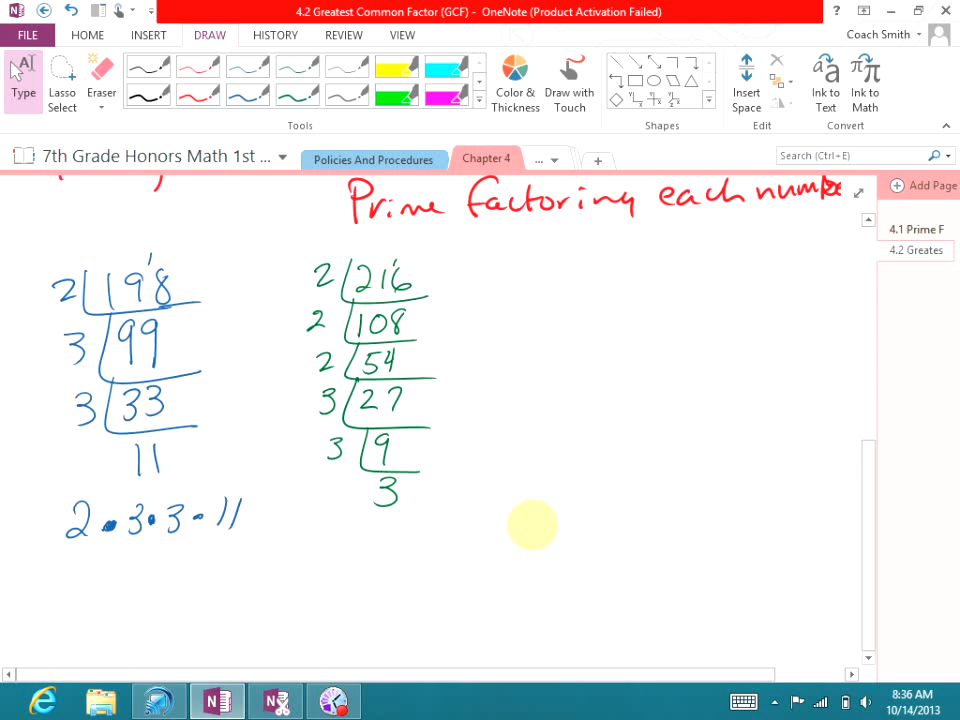 4.2 Greatest Common Factor (GCF) - OneNote (Product Activation Failed)
FILE HOME INSERT DRAW HISTORY REVIEW VIEW Coach Smith
Type Lasso Select Eraser Color & Thickness Draw with Touch Insert Space Ink to Text Ink to Math
Tools Shapes Edit Convert
7th Grade Honors Math 1st ... Policies And Procedures Chapter 4 ... + Search (Ctrl+E)
Prime factoring each number
Add Page
4.1 Prime F
4.2 Greates
2 198
3 99
3 33
11
2 • 3 • 3 • 11
2 216
2 108
2 54
3 27
3 9
3
8:36 AM
10/14/2013